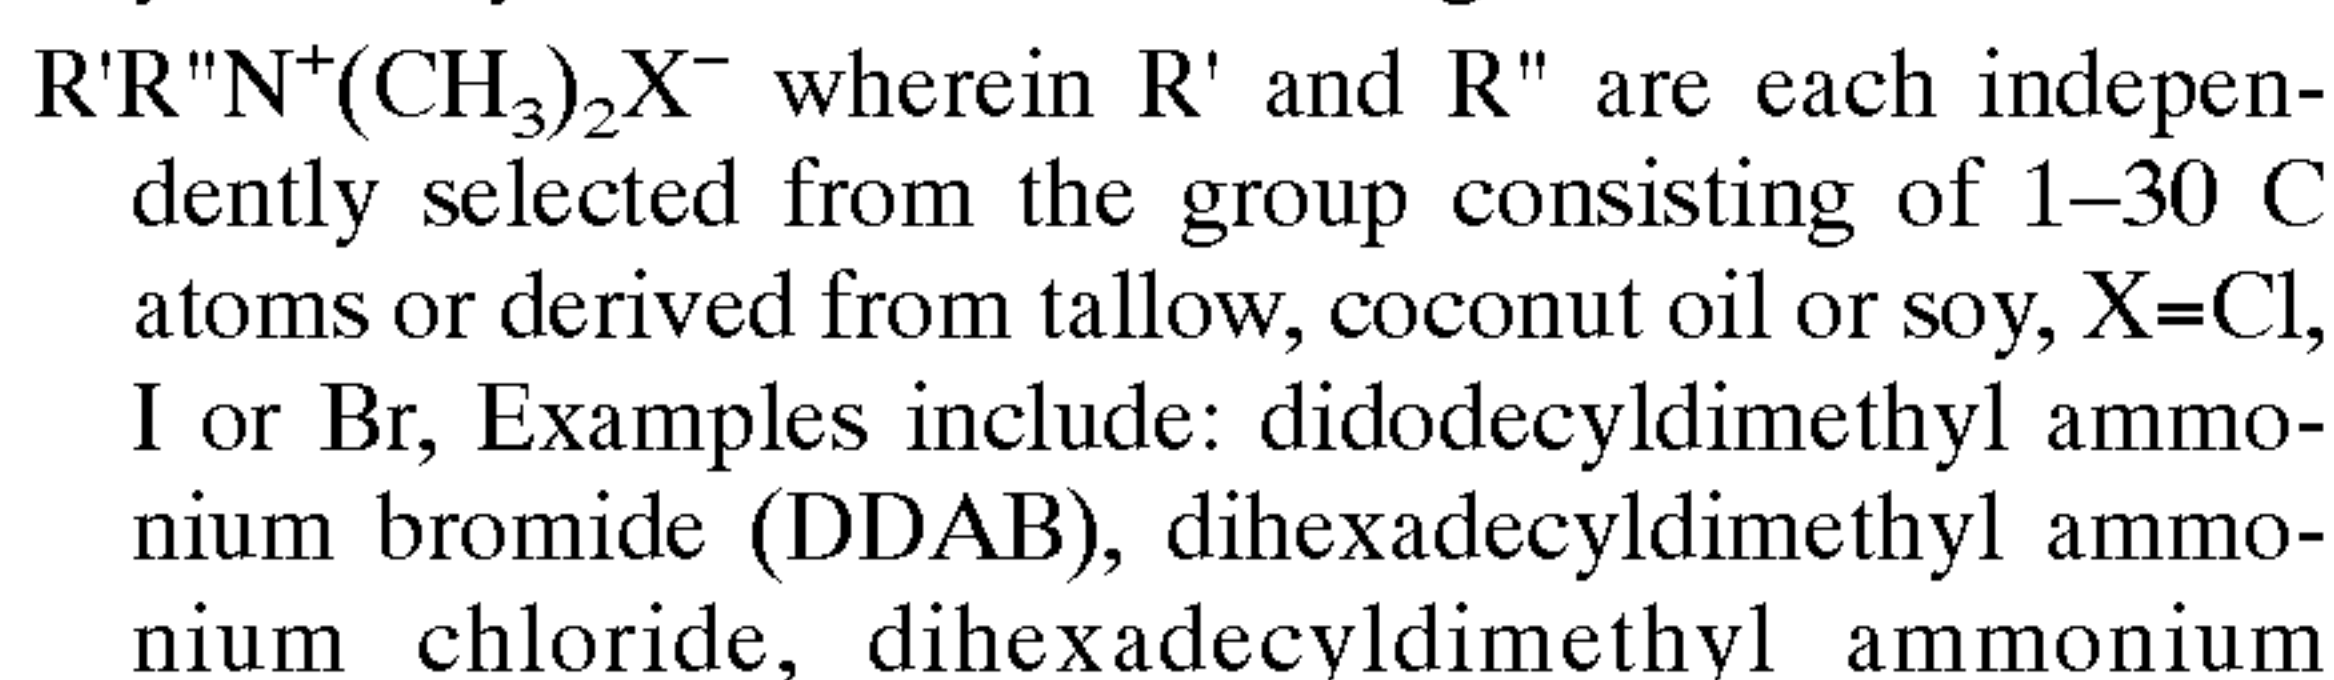 R'R"N⁺(CH₃)₂X⁻ wherein R' and R" are each indepen-
dently selected from the group consisting of 1–30 C
atoms or derived from tallow, coconut oil or soy, X=Cl,
I or Br, Examples include: didodecyldimethyl ammo-
nium bromide (DDAB), dihexadecyldimethyl ammo-
nium chloride, dihexadecyldimethyl ammonium